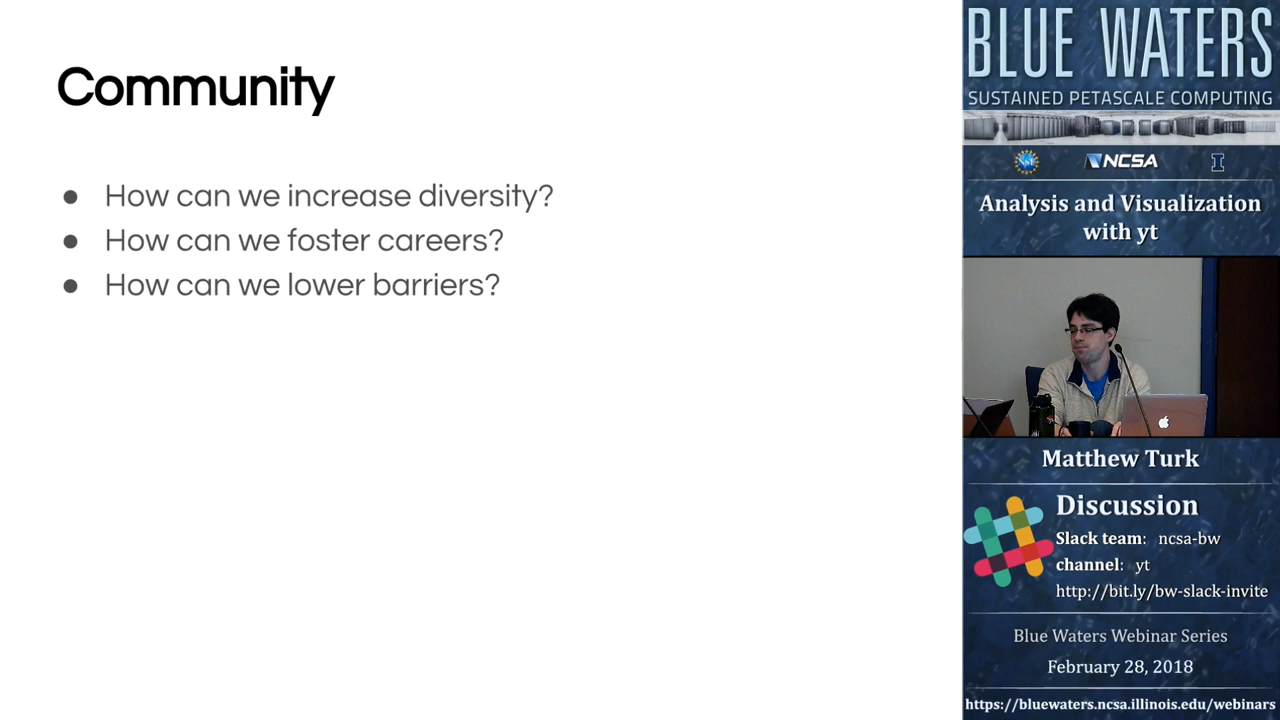 Community
● How can we increase diversity?
● How can we foster careers?
● How can we lower barriers?
BLUE WATERS
SUSTAINED PETASCALE COMPUTING
NSF
NCSA
I
Analysis and Visualization
with yt
Matthew Turk
Discussion
Slack team: ncsa-bw
channel: yt
http://bit.ly/bw-slack-invite
Blue Waters Webinar Series
February 28, 2018
https://bluewaters.ncsa.illinois.edu/webinars